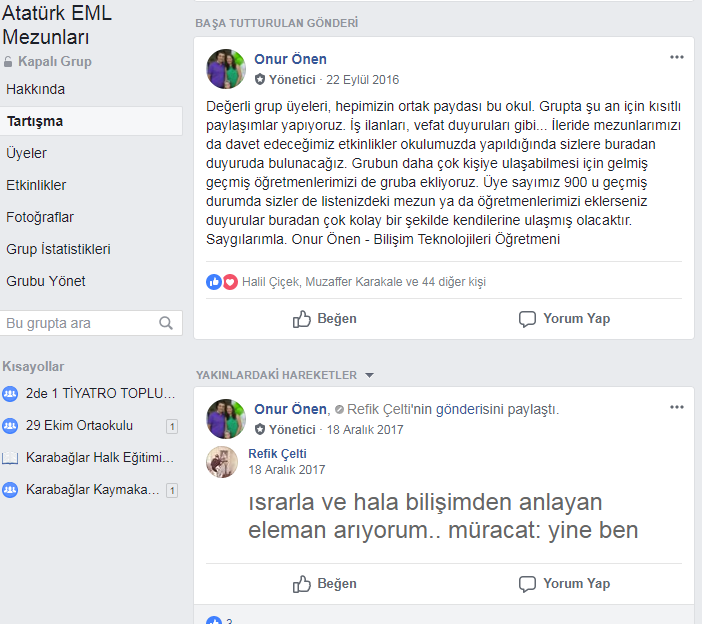 Atatürk EML
Mezunları
Kapalı Grup
Hakkında
Tartışma
Üyeler
Etkinlikler
Fotoğraflar
Grup İstatistikleri
Grubu Yönet
Bu grupta ara
Kısayollar
2de 1 TİYATRO TOPLU...
29 Ekim Ortaokulu 1
Karabağlar Halk Eğitimi...
Karabağlar Kaymaka... 1
BAŞA TUTTURULAN GÖNDERİ
Onur Önen
Yönetici · 22 Eylül 2016
Değerli grup üyeleri, hepimizin ortak paydası bu okul. Grupta şu an için kısıtlı
paylaşımlar yapıyoruz. İş ilanları, vefat duyuruları gibi... İleride mezunlarımızı
da davet edeceğimiz etkinlikler okulumuzda yapıldığında sizlere buradan
duyuruda bulunacağız. Grubun daha çok kişiye ulaşabilmesi için gelmiş
geçmiş öğretmenlerimizi de gruba ekliyoruz. Üye sayımız 900 u geçmiş
durumda sizler de listenizdeki mezun ya da öğretmenlerimizi eklerseniz
duyurular buradan çok kolay bir şekilde kendilerine ulaşmış olacaktır.
Saygılarımla. Onur Önen - Bilişim Teknolojileri Öğretmeni
Halil Çiçek, Muzaffer Karakale ve 44 diğer kişi
Beğen Yorum Yap
YAKINLARDAKİ HAREKETLER
Onur Önen, Refik Çelti'nin gönderisini paylaştı.
Yönetici · 18 Aralık 2017
Refik Çelti
18 Aralık 2017
ısrarla ve hala bilişimden anlayan
eleman arıyorum.. müracat: yine ben
Beğen Yorum Yap
3